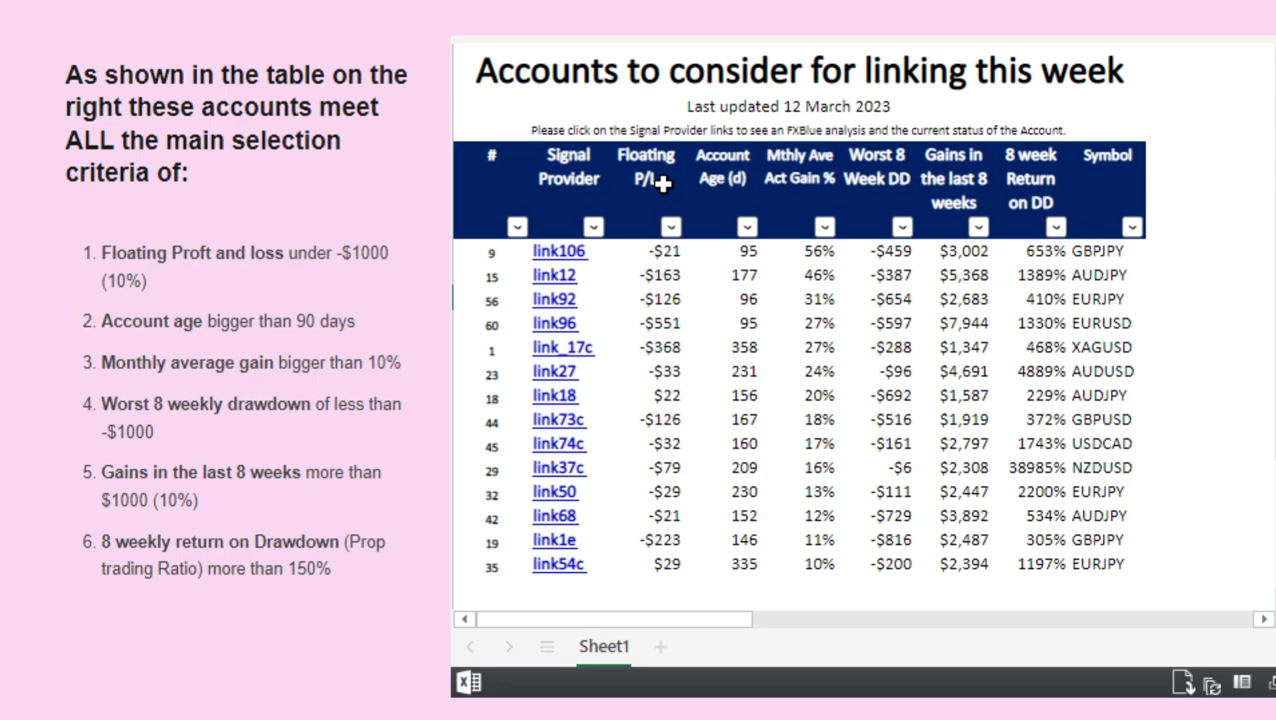 As shown in the table on the
right these accounts meet
ALL the main selection
criteria of:
1. Floating Proft and loss under -$1000
(10%)
2. Account age bigger than 90 days
3. Monthly average gain bigger than 10%
4. Worst 8 weekly drawdown of less than
-$1000
5. Gains in the last 8 weeks more than
$1000 (10%)
6. 8 weekly return on Drawdown (Prop
trading Ratio) more than 150%
Accounts to consider for linking this week
Last updated 12 March 2023
Please click on the Signal Provider links to see an FXBlue analysis and the current status of the Account.
# Signal Floating Account Mthly Ave Worst 8 Gains in 8 week Symbol
Provider P/L Age (d) Act Gain % Week DD the last 8 Return
weeks on DD
9 link106 -$21 95 56% -$459 $3,002 653% GBPJPY
15 link12 -$163 177 46% -$387 $5,368 1389% AUDJPY
56 link92 -$126 96 31% -$654 $2,683 410% EURJPY
60 link96 -$551 95 27% -$597 $7,944 1330% EURUSD
1 link_17c -$368 358 27% -$288 $1,347 468% XAGUSD
23 link27 -$33 231 24% -$96 $4,691 4889% AUDUSD
18 link18 $22 156 20% -$692 $1,587 229% AUDJPY
44 link73c -$126 167 18% -$516 $1,919 372% GBPUSD
45 link74c -$32 160 17% -$161 $2,797 1743% USDCAD
29 link37c -$79 209 16% -$6 $2,308 38985% NZDUSD
32 link50 -$29 230 13% -$111 $2,447 2200% EURJPY
42 link68 -$21 152 12% -$729 $3,892 534% AUDJPY
19 link1e -$223 146 11% -$816 $2,487 305% GBPJPY
35 link54c $29 335 10% -$200 $2,394 1197% EURJPY
Sheet1